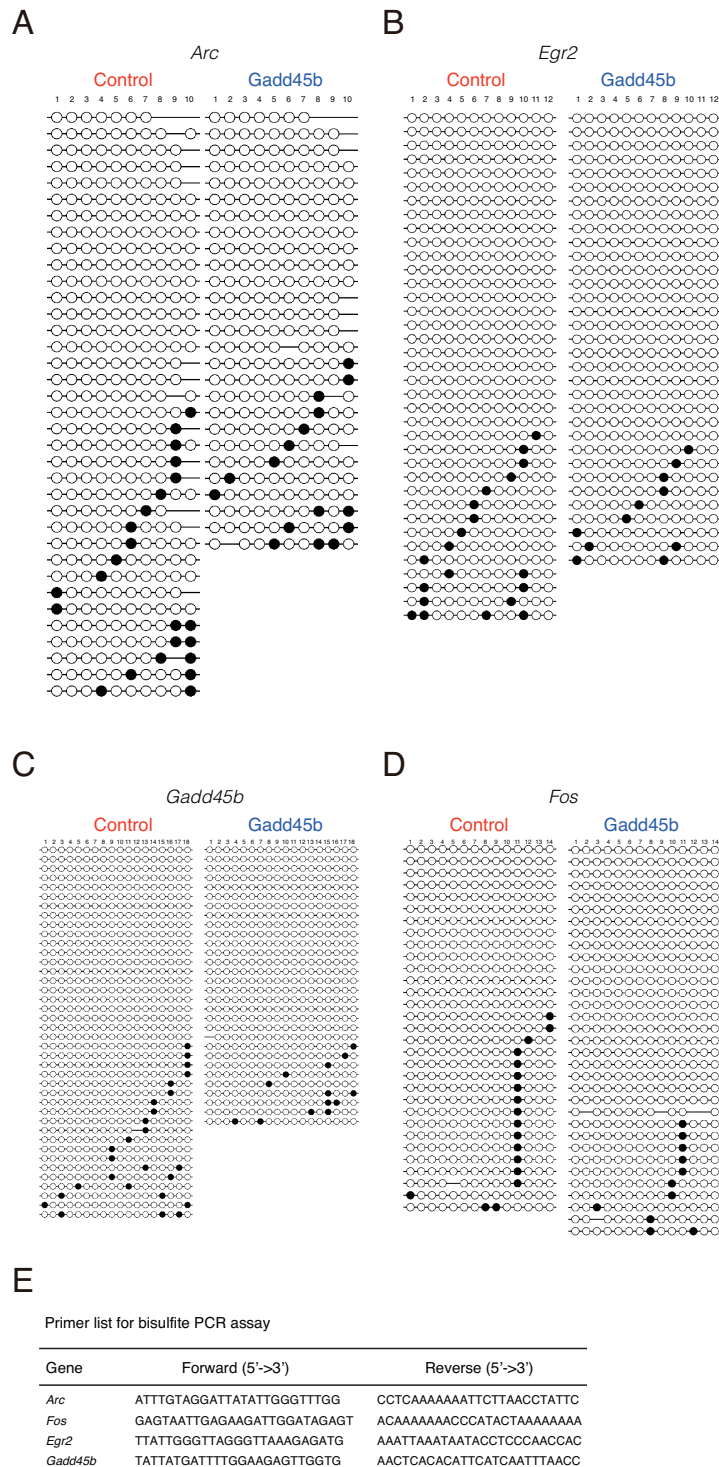 A
Arc
Control Gadd45b
1 2 3 4 5 6 7 8 9 10 1 2 3 4 5 6 7 8 9 10
B
Egr2
Control Gadd45b
1 2 3 4 5 6 7 8 9 10 11 12 1 2 3 4 5 6 7 8 9 10 11 12
C
Gadd45b
Control Gadd45b
1 2 3 4 5 6 7 8 9 10 11 12 13 14 15 16 17 18 1 2 3 4 5 6 7 8 9 10 11 12 13 14 15 16 17 18
D
Fos
Control Gadd45b
1 2 3 4 5 6 7 8 9 10 11 12 13 14 1 2 3 4 5 6 7 8 9 10 11 12 13 14
E
Primer list for bisulfite PCR assay
Gene Forward (5'->3') Reverse (5'->3')
Arc ATTTGTAGGATTATATTGGGTTTGG CCTCAAAAAAATTCTTAACCTATTC
Fos GAGTAATTGAGAAGATTGGATAGAGT ACAAAAAAACCCATACTAAAAAAAA
Egr2 TTATTGGGTTAGGGTTAAAGAGATG AAATTAAATAATACCTCCCAACCAC
Gadd45b TATTATGATTTTGGAAGAGTTGGTG AACTCACACATTCATCAATTTAACC